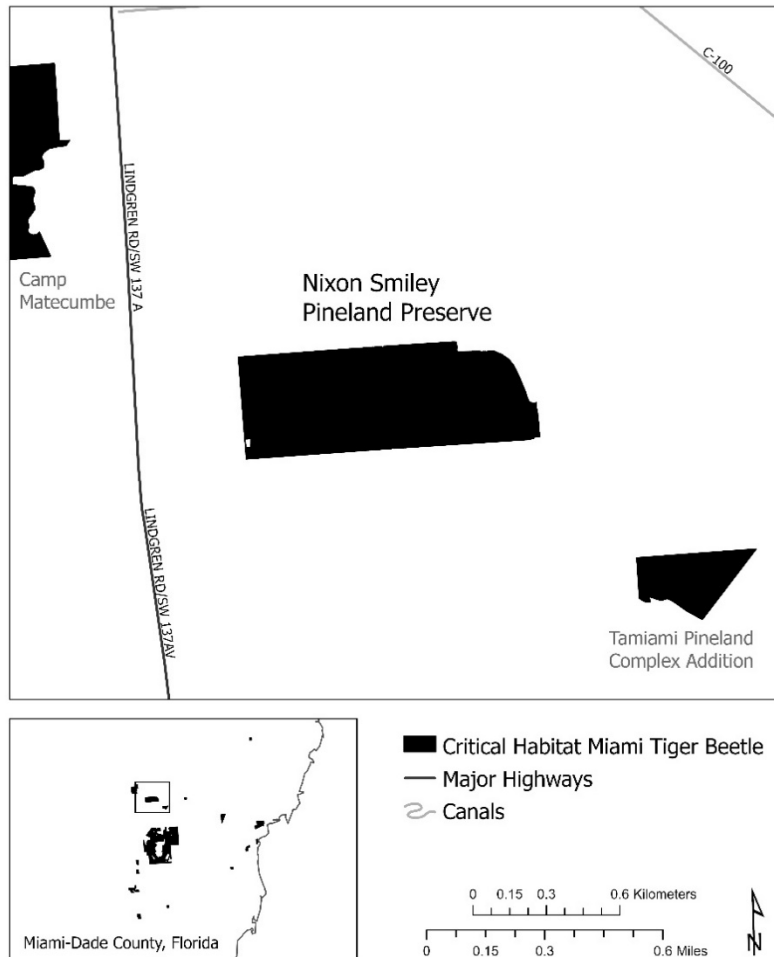 C-100
LINDGREN RD/SW 137 A
Camp
Matecumbe
Nixon Smiley
Pineland Preserve
LINDGREN RD/SW 137AV
Tamiami Pineland
Complex Addition
Critical Habitat Miami Tiger Beetle
Major Highways
Canals
0 0.15 0.3 0.6 Kilometers
0 0.15 0.3 0.6 Miles
N
Miami-Dade County, Florida